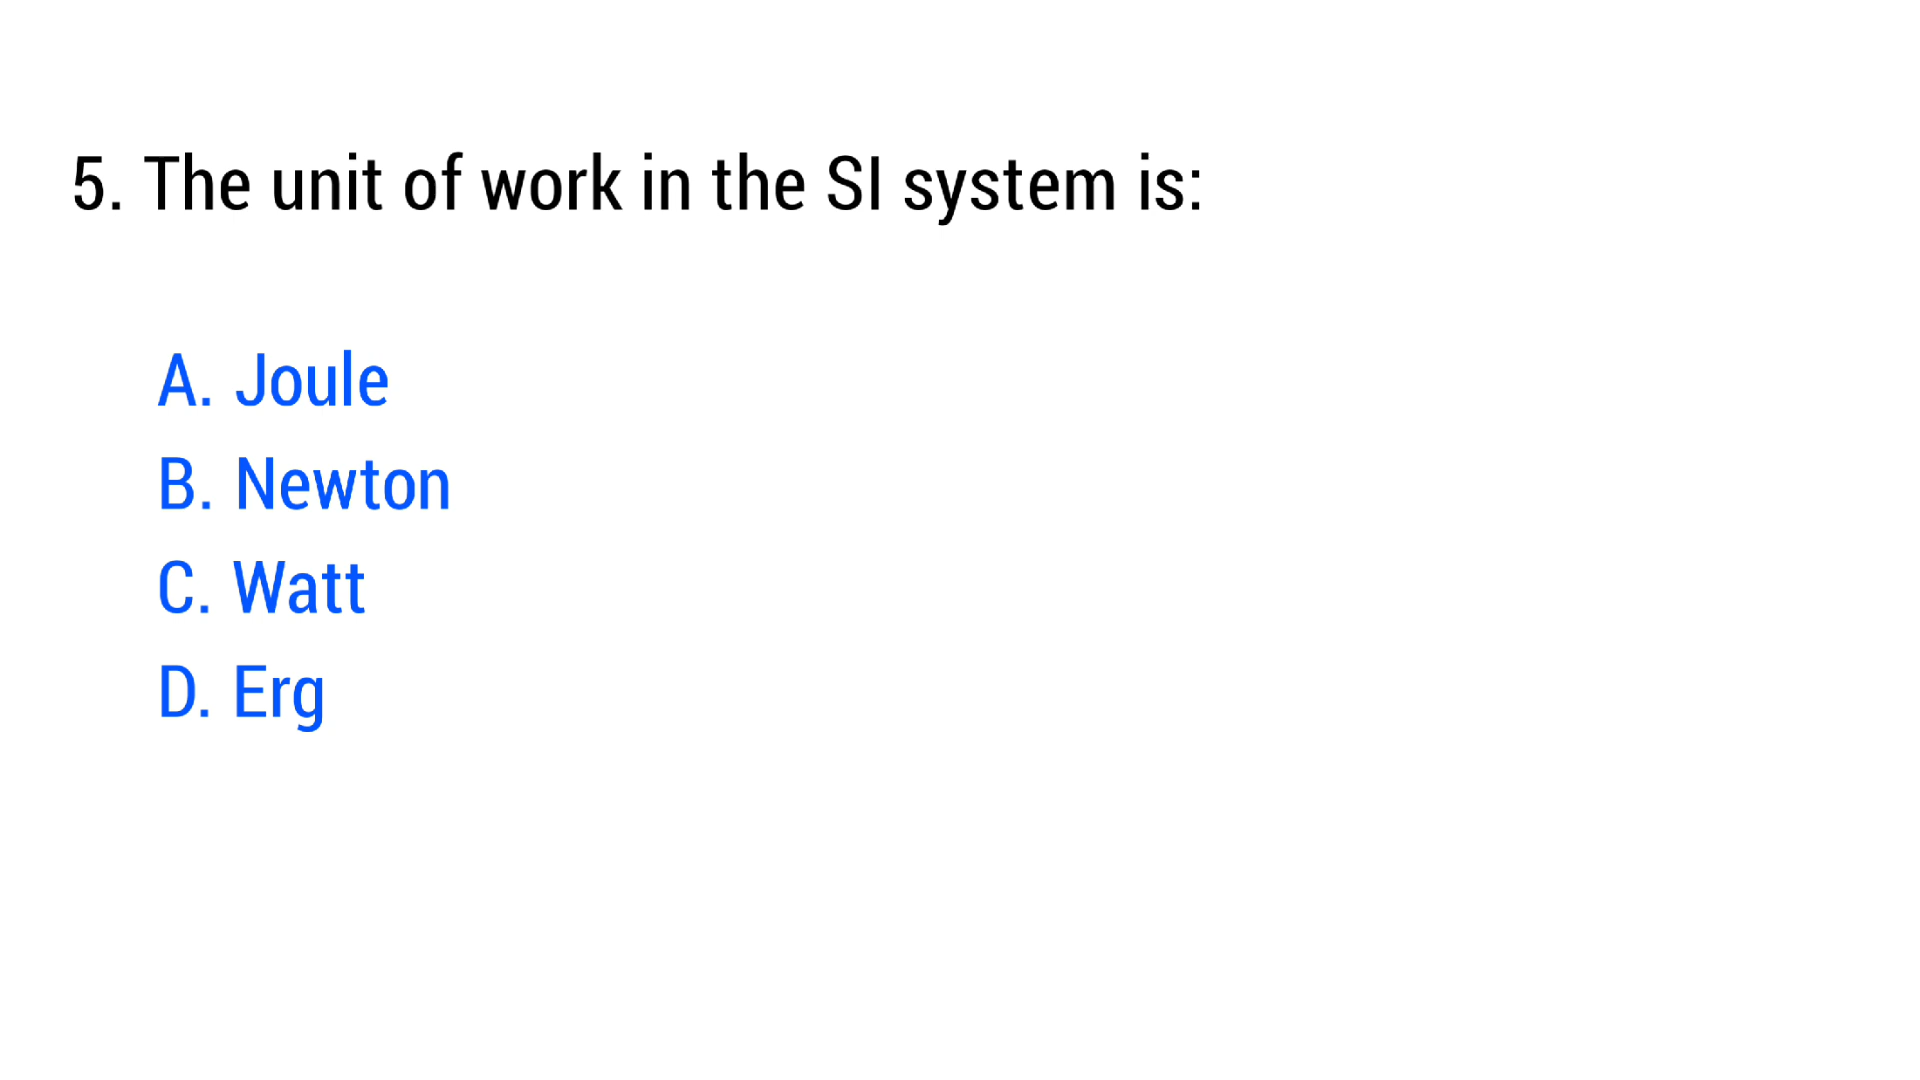 5. The unit of work in the SI system is:
A. Joule
B. Newton
C. Watt
D. Erg